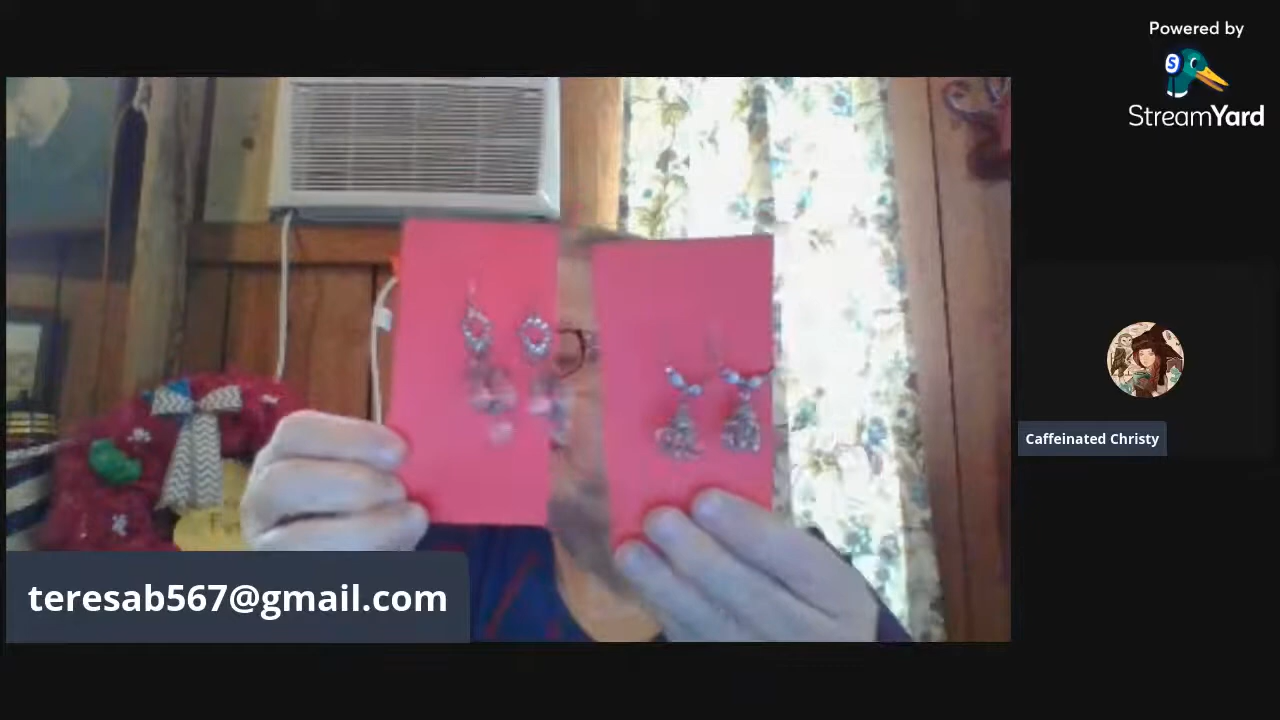 Powered by
StreamYard
Caffeinated Christy
teresab567@gmail.com